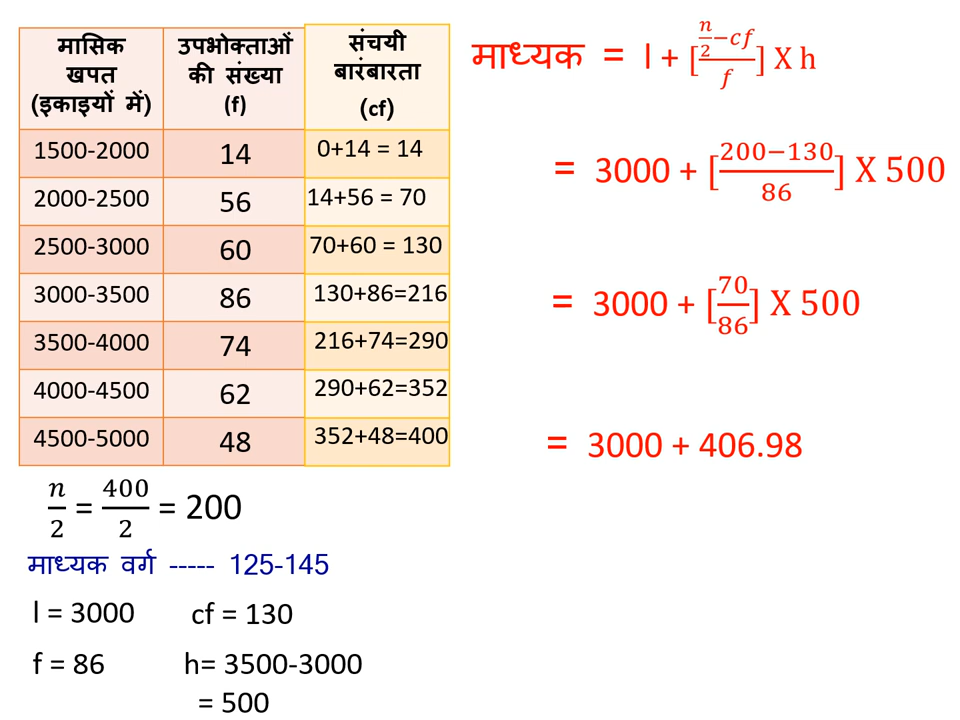 मासिक खपत (इकाइयों में) उपभोक्ताओं की संख्या (f) संचयी बारंबारता (cf)
1500-2000 14 0+14 = 14
2000-2500 56 14+56 = 70
2500-3000 60 70+60 = 130
3000-3500 86 130+86=216
3500-4000 74 216+74=290
4000-4500 62 290+62=352
4500-5000 48 352+48=400
n/2 = 400/2 = 200
माध्यक वर्ग ----- 125-145
l = 3000 cf = 130
f = 86 h= 3500-3000
= 500
माध्यक = l + [(n/2−cf)/f] X h
= 3000 + [(200−130)/86] X 500
= 3000 + [70/86] X 500
= 3000 + 406.98